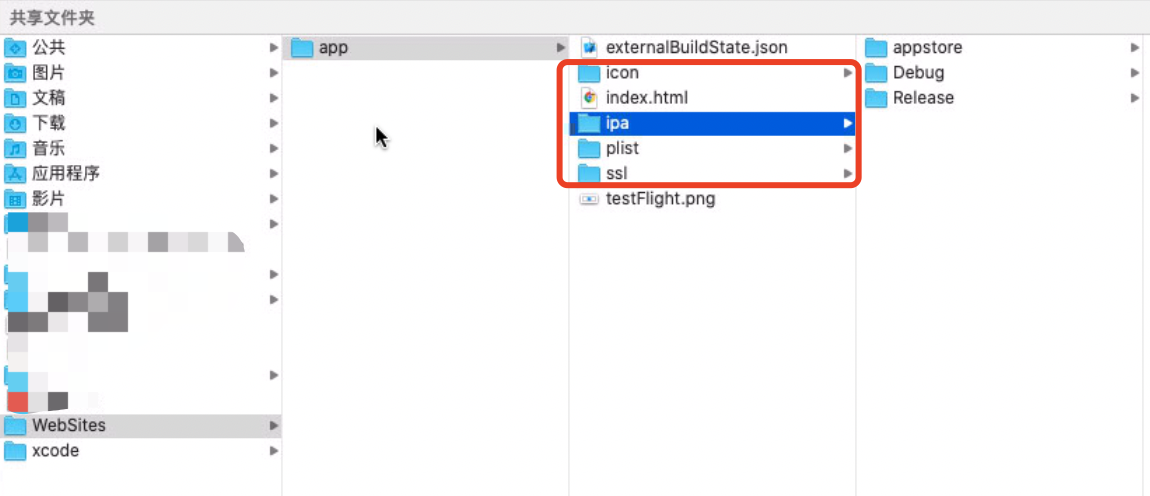 共享文件夹
公共
图片
文稿
下载
音乐
应用程序
影片
WebSites
xcode
app
externalBuildState.json
icon
index.html
ipa
plist
ssl
testFlight.png
appstore
Debug
Release